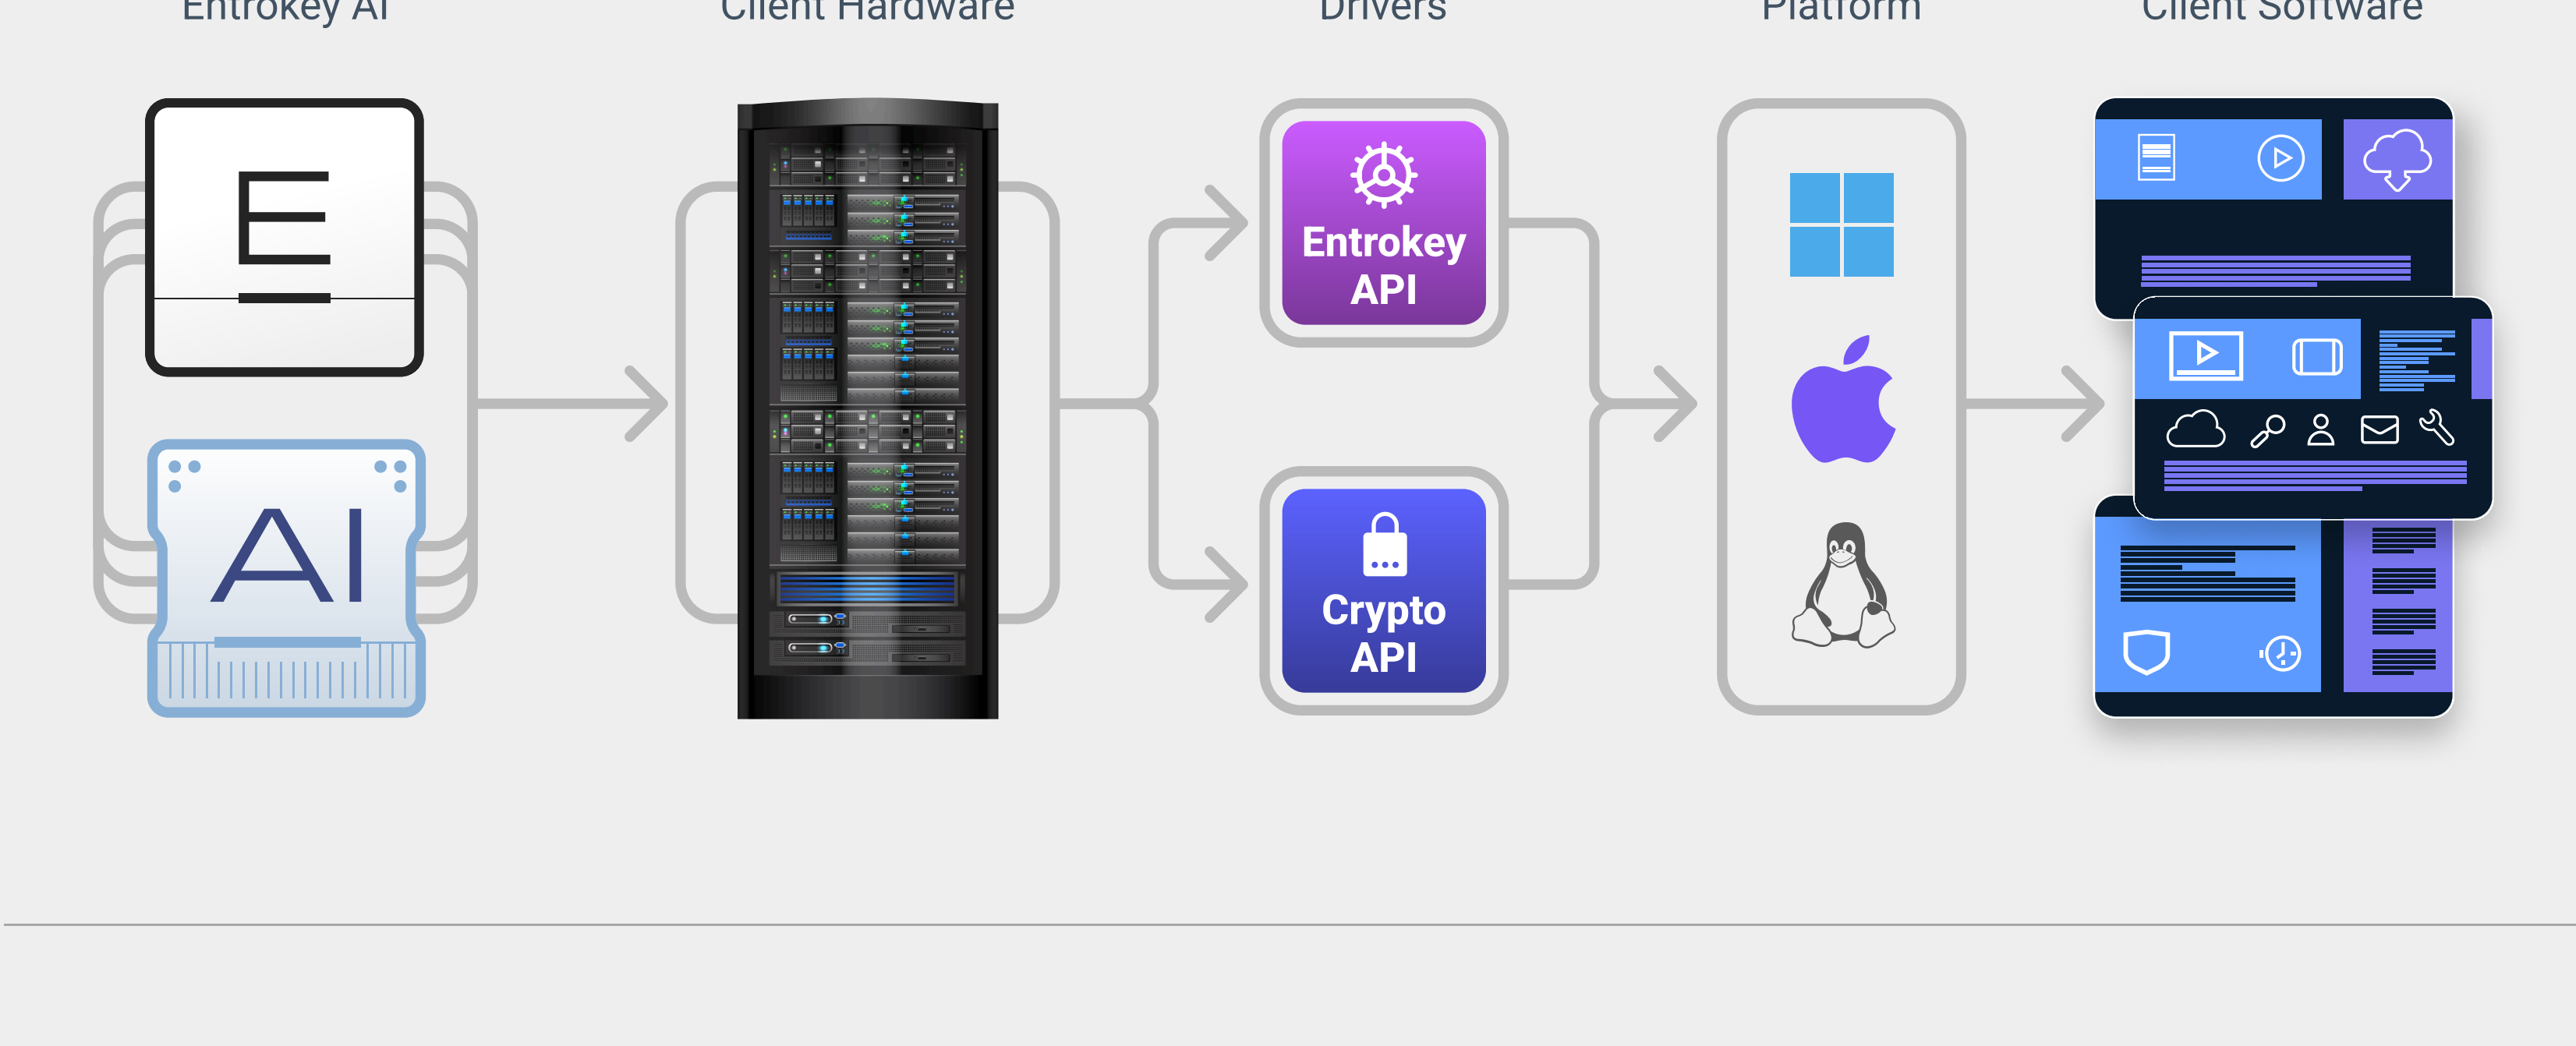 Entrokey AI
Client Hardware
Drivers
Platform
Client Software
E
AI
Entrokey
API
Crypto
API